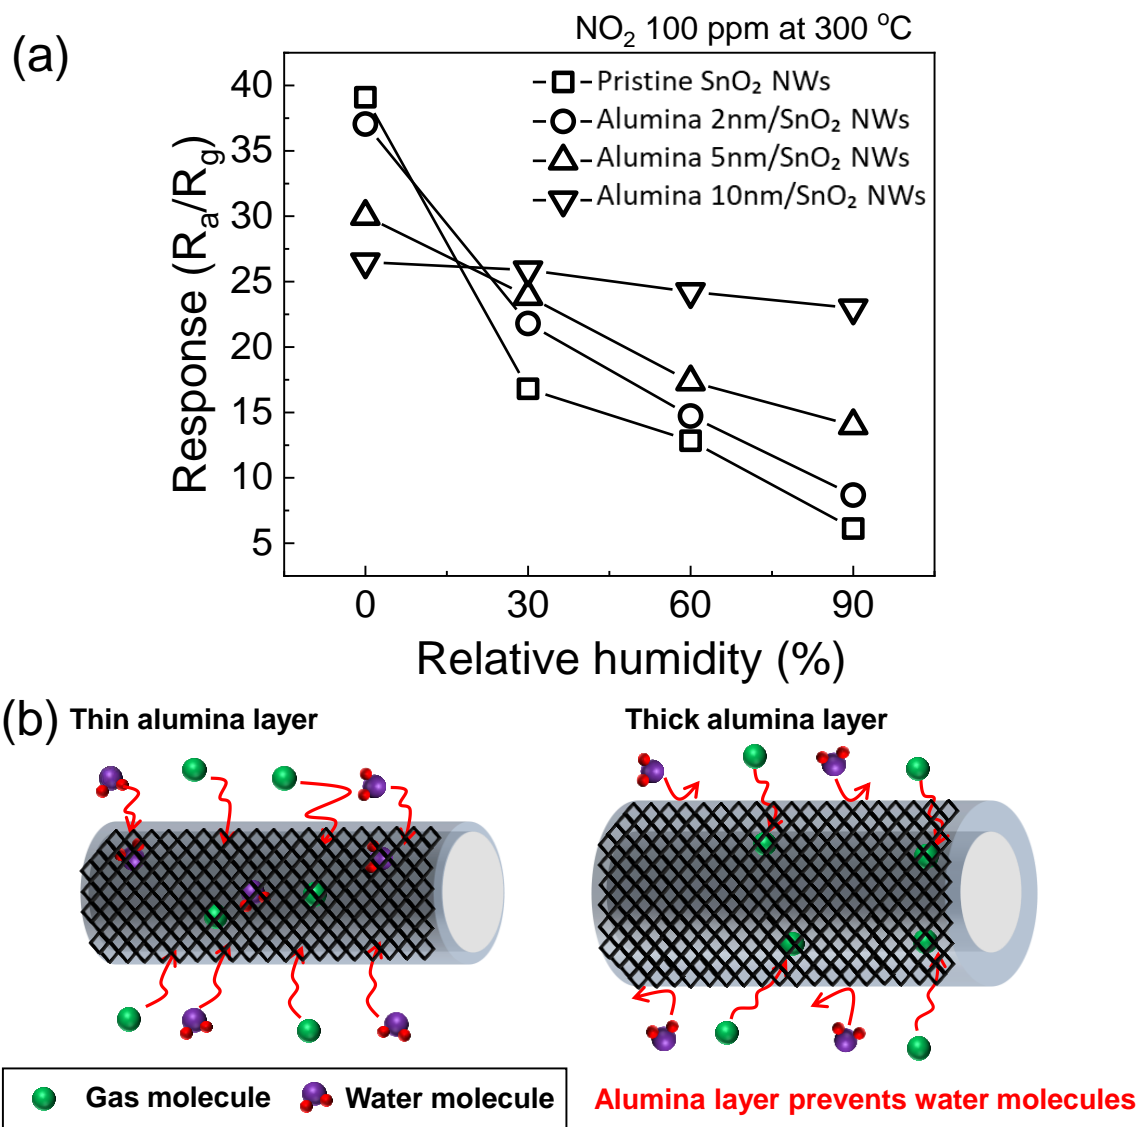 (a)
NO₂ 100 ppm at 300 °C
Pristine SnO₂ NWs
Alumina 2nm/SnO₂ NWs
Alumina 5nm/SnO₂ NWs
Alumina 10nm/SnO₂ NWs
Response (Rₐ/R_g)
40
35
30
25
20
15
10
5
0 30 60 90
Relative humidity (%)
(b) Thin alumina layer Thick alumina layer
Gas molecule Water molecule
Alumina layer prevents water molecules